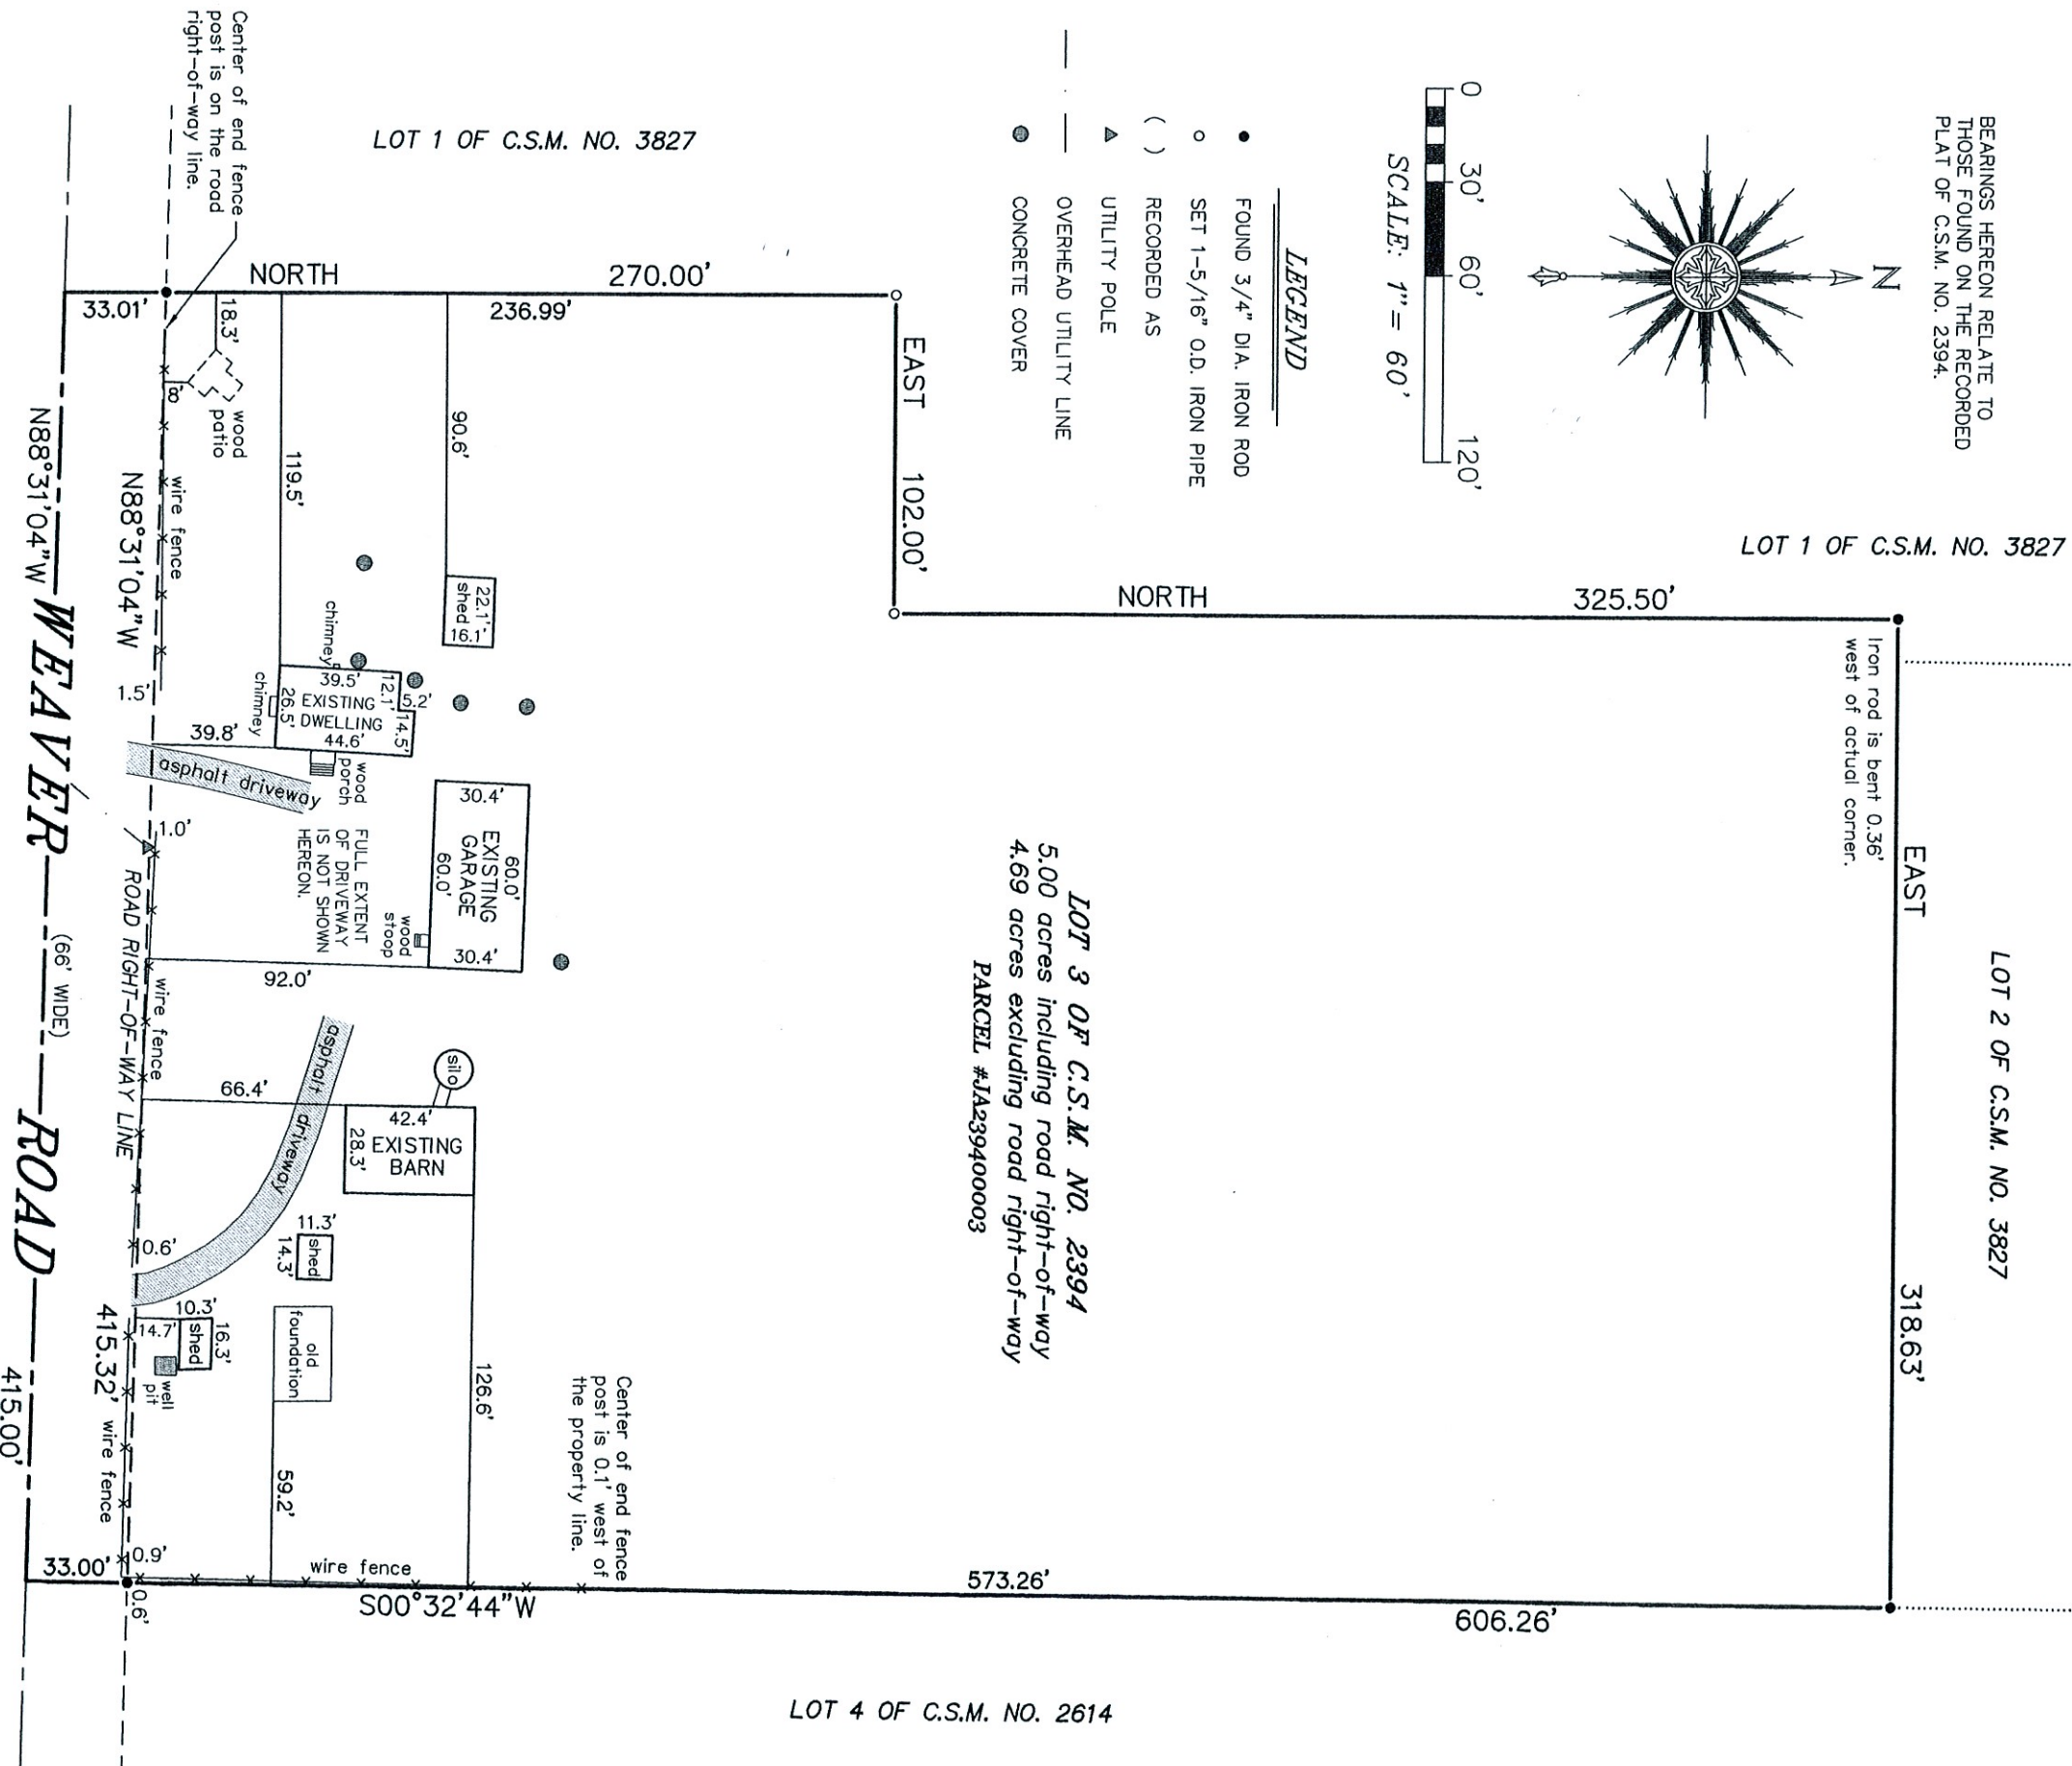 BEARINGS HEREON RELATE TO
THOSE FOUND ON THE RECORDED
PLAT OF C.S.M. NO. 2394.
N
0 30' 60' 120'
SCALE: 1"= 60'
LEGEND
FOUND 3/4" DIA. IRON ROD
SET 1-5/16" O.D. IRON PIPE
( ) RECORDED AS
UTILITY POLE
OVERHEAD UTILITY LINE
CONCRETE COVER
LOT 1 OF C.S.M. NO. 3827
LOT 1 OF C.S.M. NO. 3827
LOT 2 OF C.S.M. NO. 3827
LOT 4 OF C.S.M. NO. 2614
Center of end fence
post is on the road
right-of-way line.
NORTH 270.00'
33.01'
236.99'
EAST 102.00'
NORTH 325.50'
Iron rod is bent 0.36'
west of actual corner.
EAST 318.63'
LOT 3 OF C.S.M. NO. 2394
5.00 acres including road right-of-way
4.69 acres excluding road right-of-way
PARCEL #JA239400003
18.3'
wood
patio
8'
90.6'
119.5'
22.1'
shed
16.1'
wire fence
N88°31'04"W
1.5'
chimney
chimney
39.5'
12.1'
5.2'
14.5'
26.5'
EXISTING
DWELLING
44.6'
39.8'
wood
porch
asphalt driveway
FULL EXTENT
OF DRIVEWAY
IS NOT SHOWN
HEREON.
30.4'
60.0'
EXISTING
GARAGE
60.0'
30.4'
wood
stoop
1.0'
92.0'
wire fence
ROAD RIGHT-OF-WAY LINE
asphalt driveway
silo
66.4'
42.4'
EXISTING
BARN
28.3'
11.3'
shed
14.3'
0.6'
10.3'
shed
16.3'
14.7'
well
pit
old
foundation
126.6'
59.2'
415.32'
wire fence
0.9'
0.6'
33.00'
wire fence
Center of end fence
post is 0.1' west of
the property line.
S00°32'44"W
573.26'
606.26'
N88°31'04"W
WEAVER ROAD
(66' WIDE)
415.00'